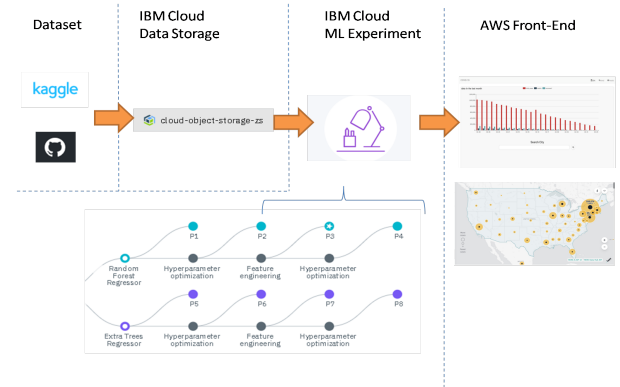 Dataset
IBM Cloud
Data Storage
IBM Cloud
ML Experiment
AWS Front-End
kaggle
cloud-object-storage-zs
P1
P2
P3
P4
Random
Forest
Regressor
Hyperparameter
optimization
Feature
engineering
Hyperparameter
optimization
P5
P6
P7
P8
Extra Trees
Regressor
Hyperparameter
optimization
Feature
engineering
Hyperparameter
optimization